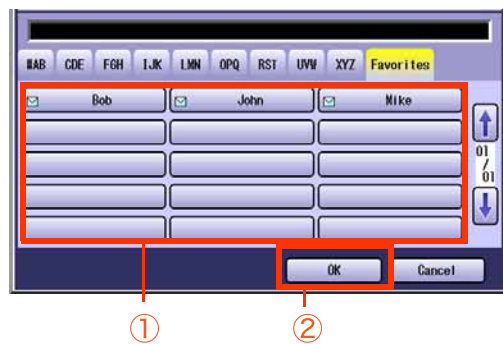 #AB CDE FGH IJK LMN OPQ RST UVW XYZ Favorites
Bob John Mike
01
/
01
OK Cancel
① ②